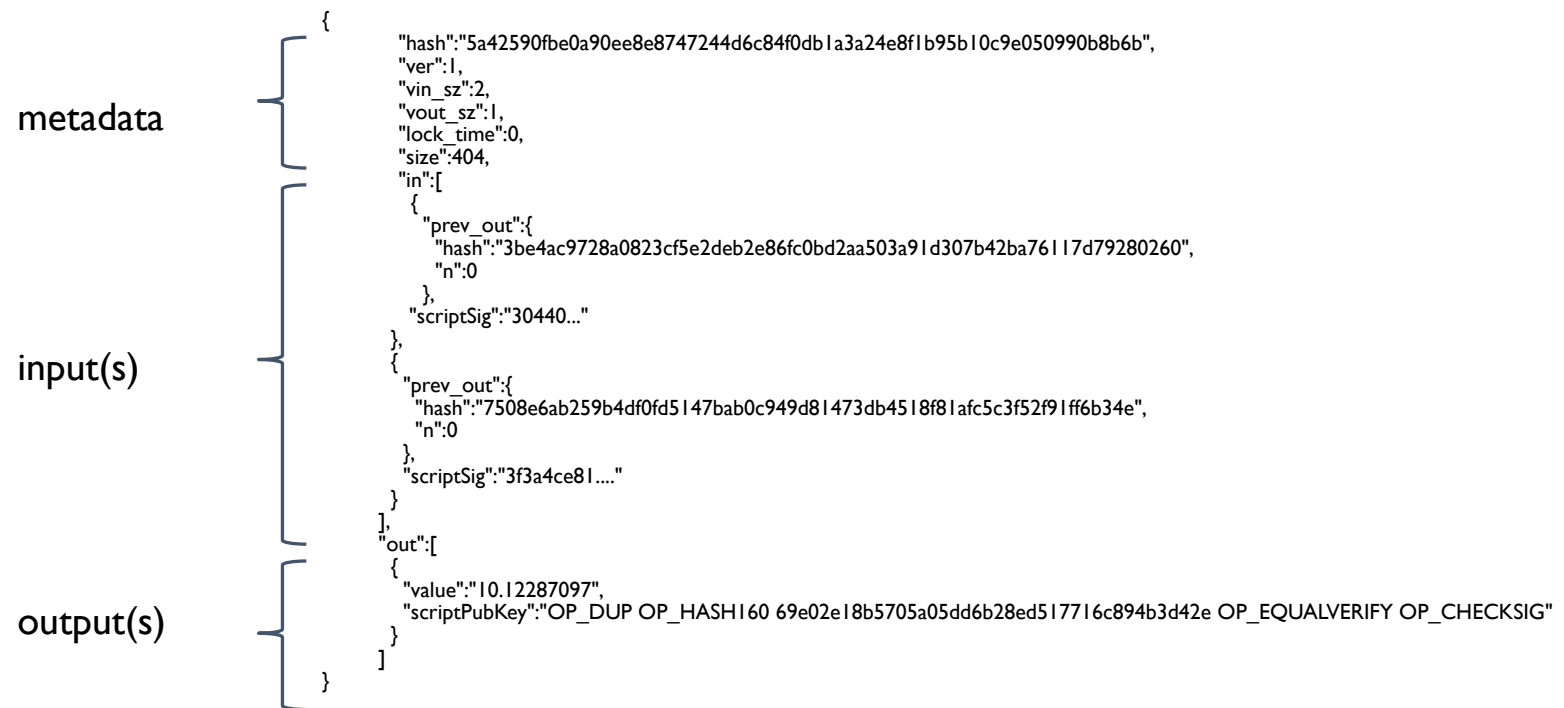 {
"hash":"5a42590fbe0a90ee8e8747244d6c84f0db1a3a24e8f1b95b10c9e050990b8b6b",
"ver":1,
"vin_sz":2,
metadata
"vout_sz":1,
"lock_time":0,
"size":404,
"in":[
{
"prev_out":{
"hash":"3be4ac9728a0823cf5e2deb2e86fc0bd2aa503a91d307b42ba76117d79280260",
"n":0
},
"scriptSig":"30440..."
},
input(s)
{
"prev_out":{
"hash":"7508e6ab259b4df0fd5147bab0c949d81473db4518f81afc5c3f52f91ff6b34e",
"n":0
},
"scriptSig":"3f3a4ce81...."
}
],
"out":[
{
"value":"10.12287097",
output(s)
"scriptPubKey":"OP_DUP OP_HASH160 69e02e18b5705a05dd6b28ed517716c894b3d42e OP_EQUALVERIFY OP_CHECKSIG"
}
]
}